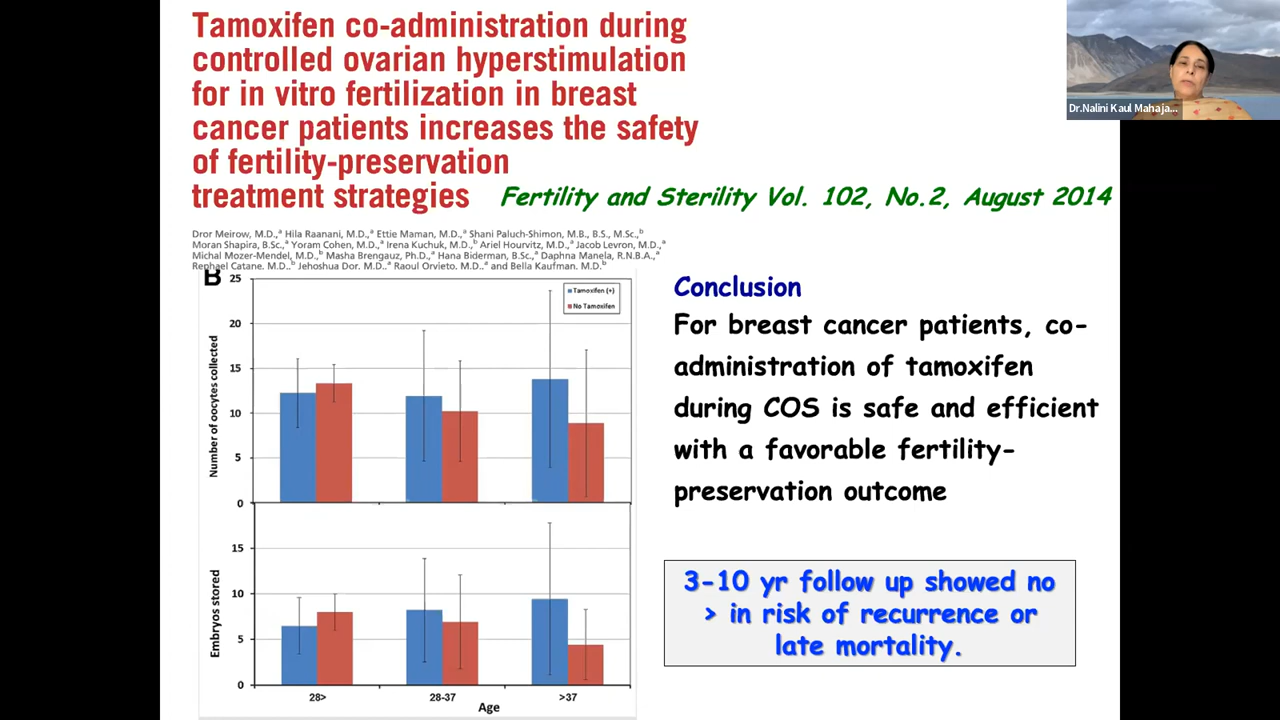 Tamoxifen co-administration during
controlled ovarian hyperstimulation
for in vitro fertilization in breast
cancer patients increases the safety
of fertility-preservation
treatment strategies
Fertility and Sterility Vol. 102, No.2, August 2014
Dror Meirow, M.D.,a Hila Raanani, M.D.,a Ettie Maman, M.D.,a Shani Paluch-Shimon, M.B., B.S., M.Sc.,b
Moran Shapira, B.Sc.,a Yoram Cohen, M.D.,a Irena Kuchuk, M.D.,b Ariel Hourvitz, M.D.,a Jacob Levron, M.D.,a
Michal Mozer-Mendel, M.D.,b Masha Brengauz, Ph.D.,a Hana Biderman, B.Sc.,a Daphna Manela, R.N.B.A.,a
Raphael Catane, M.D.,b Jehoshua Dor, M.D.,a Raoul Orvieto, M.D.,a and Bella Kaufman, M.D.b
B
Tamoxifen (+)
No Tamoxifen
Number of oocytes collected
25
20
15
10
5
0
Embryos stored
15
10
5
0
28>
28-37
>37
Age
Conclusion
For breast cancer patients, co-
administration of tamoxifen
during COS is safe and efficient
with a favorable fertility-
preservation outcome
3-10 yr follow up showed no
> in risk of recurrence or
late mortality.
Dr.Nalini Kaul Mahaja...